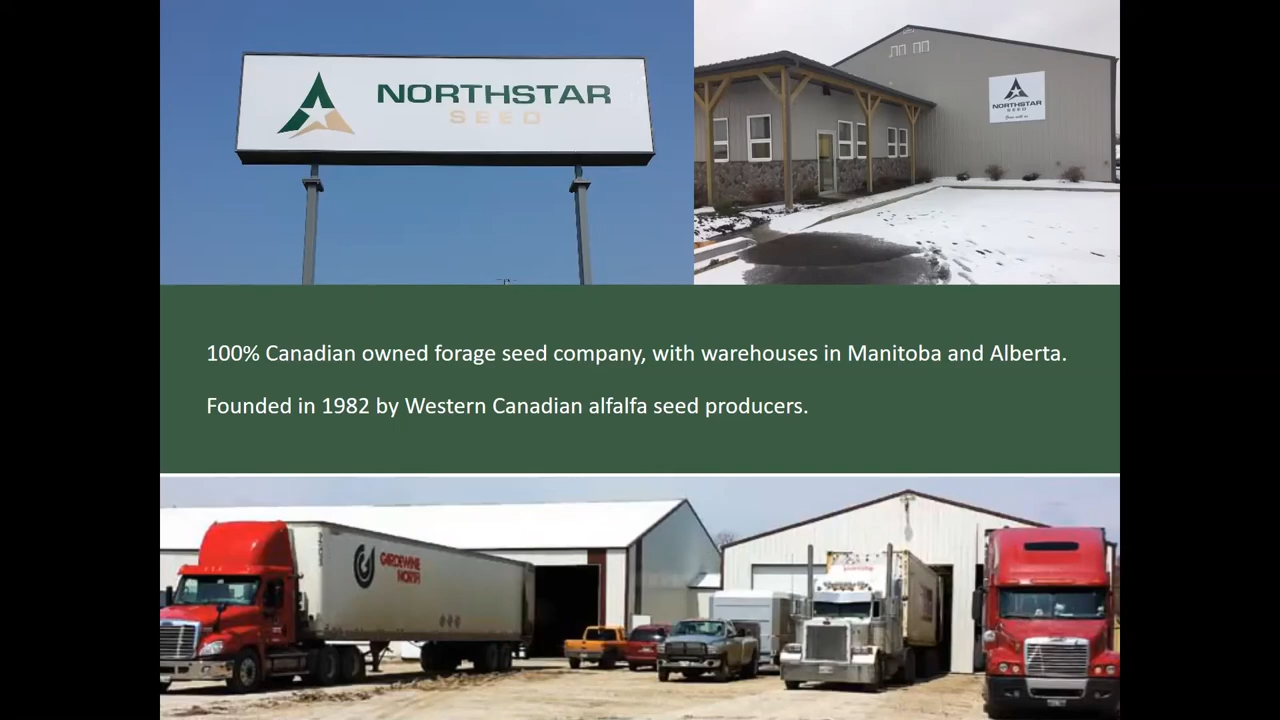 NORTHSTAR
SEED
NORTHSTAR
SEED
100% Canadian owned forage seed company, with warehouses in Manitoba and Alberta.
Founded in 1982 by Western Canadian alfalfa seed producers.
GARDEWINE
NORTH